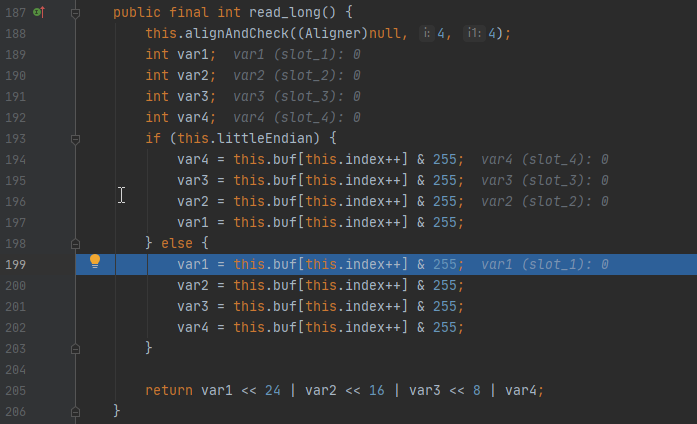 187 public final int read_long() {
188 this.alignAndCheck((Aligner)null, i: 4, i1: 4);
189 int var1; var1 (slot_1): 0
190 int var2; var2 (slot_2): 0
191 int var3; var3 (slot_3): 0
192 int var4; var4 (slot_4): 0
193 if (this.littleEndian) {
194 var4 = this.buf[this.index++] & 255; var4 (slot_4): 0
195 var3 = this.buf[this.index++] & 255; var3 (slot_3): 0
196 var2 = this.buf[this.index++] & 255; var2 (slot_2): 0
197 var1 = this.buf[this.index++] & 255;
198 } else {
199 var1 = this.buf[this.index++] & 255; var1 (slot_1): 0
200 var2 = this.buf[this.index++] & 255;
201 var3 = this.buf[this.index++] & 255;
202 var4 = this.buf[this.index++] & 255;
203 }
204
205 return var1 << 24 | var2 << 16 | var3 << 8 | var4;
206 }